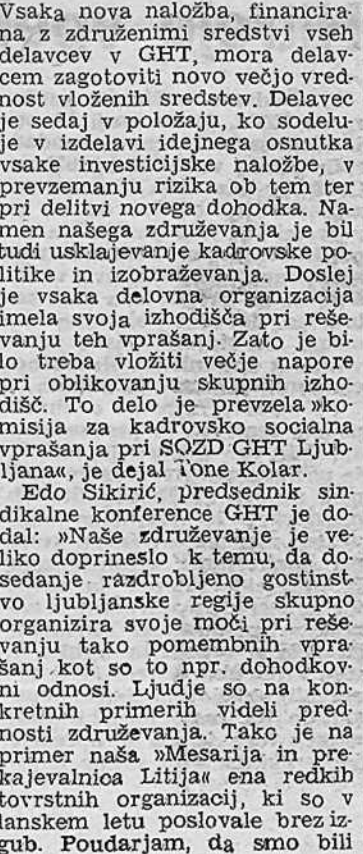 Vsaka nova naložba, financira-
na z združenimi sredstvi vseh
delavcev v GHT, mora delav-
cem zagotoviti novo večjo vred-
nost vloženih sredstev. Delavec
je sedaj v položaju, ko sodelu-
je v izdelavi idejnega osnutka
vsake investicijske naložbe, v
prevzemanju rizika ob tem ter
pri delitvi novega dohodka. Na-
men našega združevanja je bil
tudi usklajevanje kadrovske po-
litike in izobraževanja. Doslej
je vsaka delovna organizacija
imela svoja izhodišča pri reše-
vanju teh vprašanj. Zato je bi-
lo treba vložiti večje napore
pri oblikovanju skupnih izho-
dišč. To delo je prevzela »ko-
misija za kadrovsko socialna
vprašanja pri SOZD GHT Ljub-
ljana«, je dejal Tone Kolar.
Edo Sikirić, predsednik sin-
dikalne konference GHT je do-
dal: »Naše združevanje je ve-
liko doprineslo k temu, da do-
sedanje razdrobljeno gostinst-
vo ljubljanske regije skupno
organizira svoje moči pri reše-
vanju tako pomembnih vpra-
šanj kot so to npr. dohodkov-
ni odnosi. Ljudje so na kon-
kretnih primerih videli pred-
nosti združevanja. Tako je na
primer naša »Mesarija in pre-
kajevalnica Litija« ena redkih
tovrstnih organizacij, ki so v
lanskem letu poslovale brez iz-
gub. Poudarjam, da smo bili